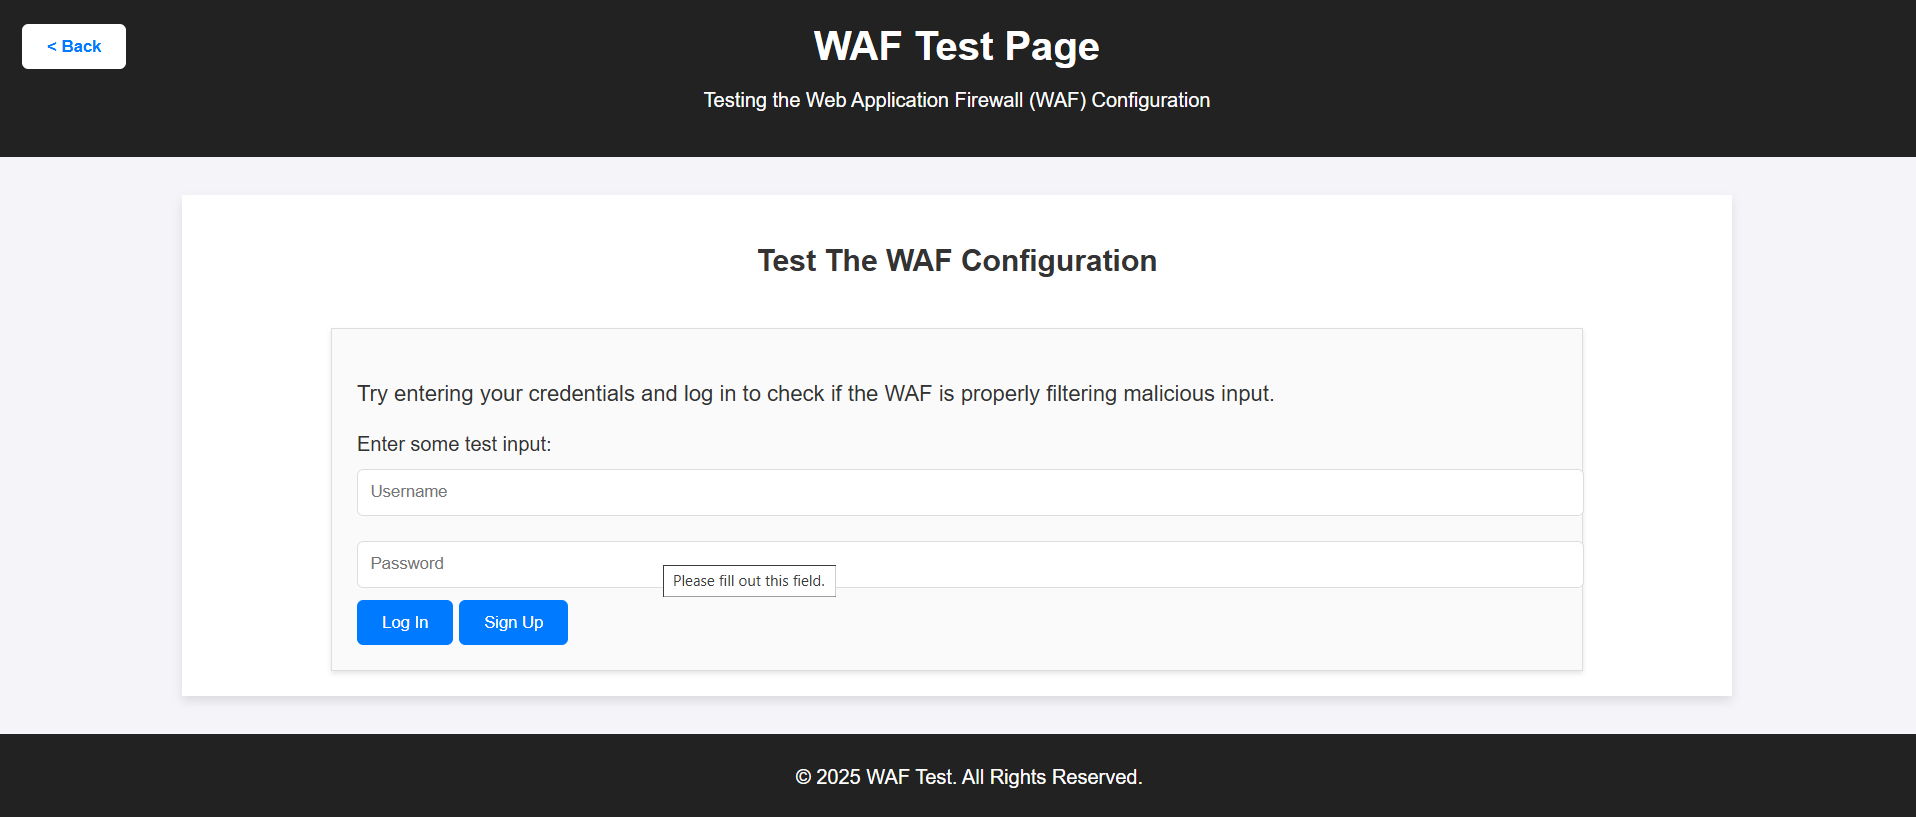 < Back
WAF Test Page
Testing the Web Application Firewall (WAF) Configuration
Test The WAF Configuration
Try entering your credentials and log in to check if the WAF is properly filtering malicious input.
Enter some test input:
Username
Password
Please fill out this field.
Log In
Sign Up
© 2025 WAF Test. All Rights Reserved.